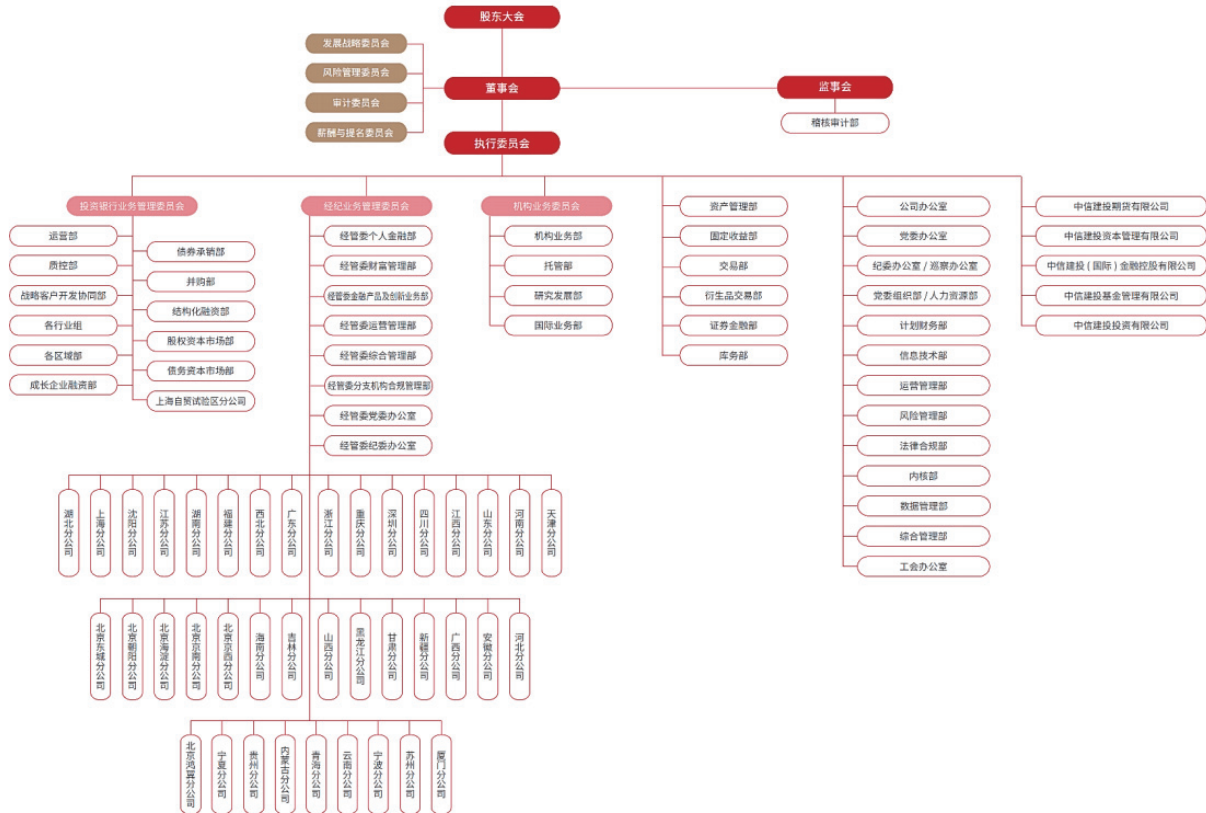 股东大会
发展战略委员会
风险管理委员会
审计委员会
薪酬与提名委员会
董事会
监事会
稽核审计部
执行委员会
投资银行业务管理委员会
运营部
质控部
战略客户开发协同部
各行业组
各区域部
成长企业融资部
债券承销部
并购部
结构化融资部
股权资本市场部
债务资本市场部
上海自贸试验区分公司
经纪业务管理委员会
经管委个人金融部
经管委财富管理部
经管委金融产品及创新业务部
经管委运营管理部
经管委综合管理部
经管委分支机构合规管理部
经管委党委办公室
经管委纪委办公室
湖北分公司
上海分公司
沈阳分公司
江苏分公司
湖南分公司
福建分公司
西北分公司
广东分公司
浙江分公司
重庆分公司
深圳分公司
四川分公司
江西分公司
山东分公司
河南分公司
天津分公司
北京东城分公司
北京朝阳分公司
北京海淀分公司
北京京南分公司
北京京西分公司
海南分公司
吉林分公司
山西分公司
黑龙江分公司
甘肃分公司
新疆分公司
广西分公司
安徽分公司
河北分公司
北京鸿翼分公司
宁夏分公司
贵州分公司
内蒙古分公司
青海分公司
云南分公司
宁波分公司
苏州分公司
厦门分公司
机构业务委员会
机构业务部
托管部
研究发展部
国际业务部
资产管理部
固定收益部
交易部
衍生品交易部
证券金融部
库务部
公司办公室
党委办公室
纪委办公室 / 巡察办公室
党委组织部 / 人力资源部
计划财务部
信息技术部
运营管理部
风险管理部
法律合规部
内核部
数据管理部
综合管理部
工会办公室
中信建投期货有限公司
中信建投资本管理有限公司
中信建投 ( 国际 ) 金融控股有限公司
中信建投基金管理有限公司
中信建投投资有限公司